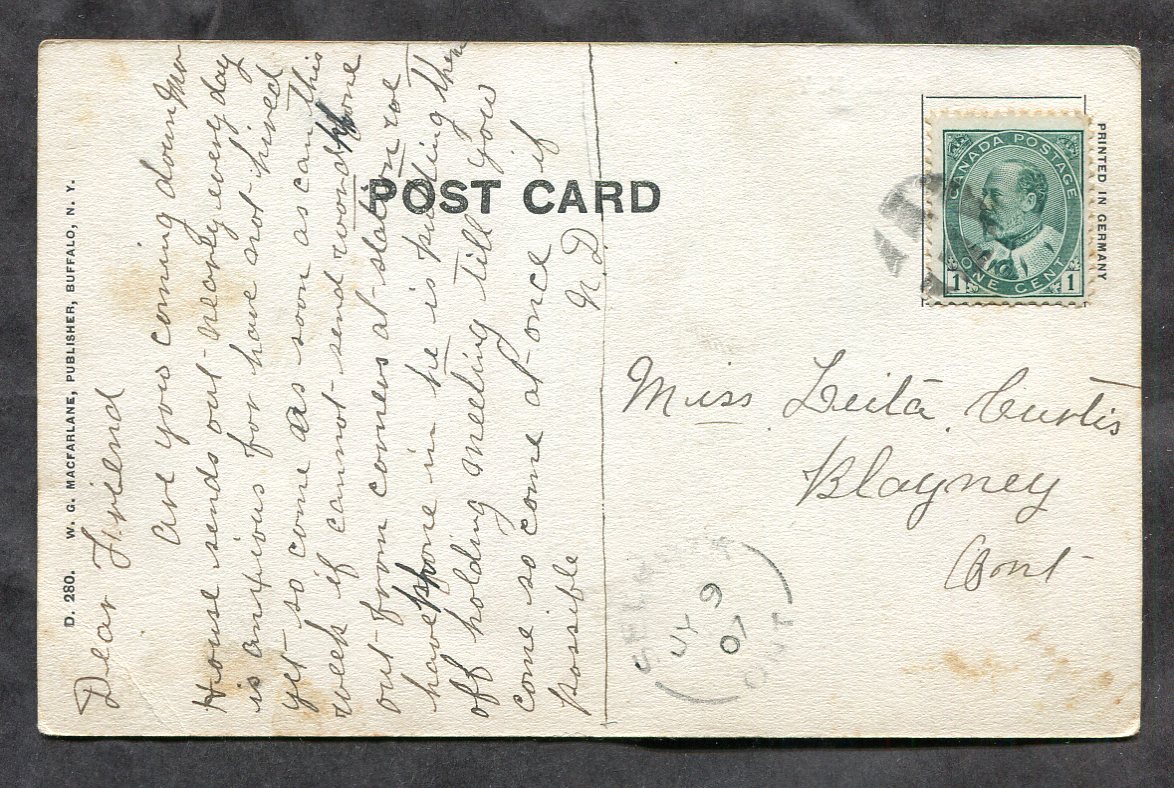 POST CARD
PRINTED IN GERMANY
CANADA POSTAGE
ONE CENT
1 1
D. 280. W. G. MACFARLANE, PUBLISHER, BUFFALO, N. Y.
Dear Friend
Are you coming down Mr
House sends out nearly every day
is anxious for have not hired
yet so come as soon as can this
week if cannot send word phone
out from corners at station we
have phone in he is putting them
off holding meeting till you
come so come at once if
possible N. D.
Miss Leita Curtis
Blayney
Ont
SELKIRK
JY 9
07
ONT